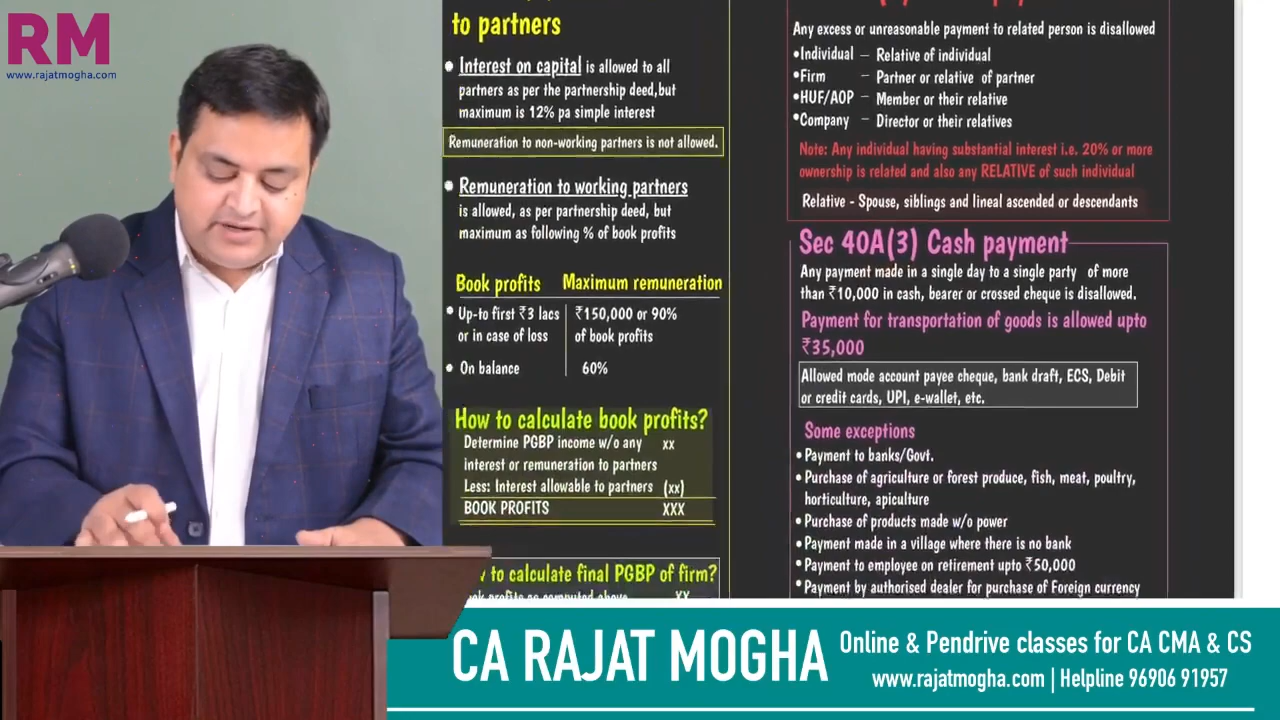 RM
www.rajatmogha.com
to partners
• Interest on capital is allowed to all
partners as per the partnership deed,but
maximum is 12% pa simple interest
Remuneration to non-working partners is not allowed.
• Remuneration to working partners
is allowed, as per partnership deed, but
maximum as following % of book profits
Book profits Maximum remuneration
• Up-to first ₹3 lacs ₹150,000 or 90%
or in case of loss of book profits
• On balance 60%
How to calculate book profits?
Determine PGBP income w/o any xx
interest or remuneration to partners
Less: Interest allowable to partners (xx)
BOOK PROFITS XXX
to calculate final PGBP of firm?
profits as computed above XX
Any excess or unreasonable payment to related person is disallowed
•Individual – Relative of individual
•Firm – Partner or relative of partner
•HUF/AOP – Member or their relative
•Company – Director or their relatives
Note: Any individual having substantial interest i.e. 20% or more
ownership is related and also any RELATIVE of such individual
Relative - Spouse, siblings and lineal ascended or descendants
Sec 40A(3) Cash payment
Any payment made in a single day to a single party of more
than ₹10,000 in cash, bearer or crossed cheque is disallowed.
Payment for transportation of goods is allowed upto
₹35,000
Allowed mode account payee cheque, bank draft, ECS, Debit
or credit cards, UPI, e-wallet, etc.
Some exceptions
•Payment to banks/Govt.
•Purchase of agriculture or forest produce, fish, meat, poultry,
horticulture, apiculture
•Purchase of products made w/o power
•Payment made in a village where there is no bank
•Payment to employee on retirement upto ₹50,000
•Payment by authorised dealer for purchase of Foreign currency
CA RAJAT MOGHA
Online & Pendrive classes for CA CMA & CS
www.rajatmogha.com | Helpline 96906 91957